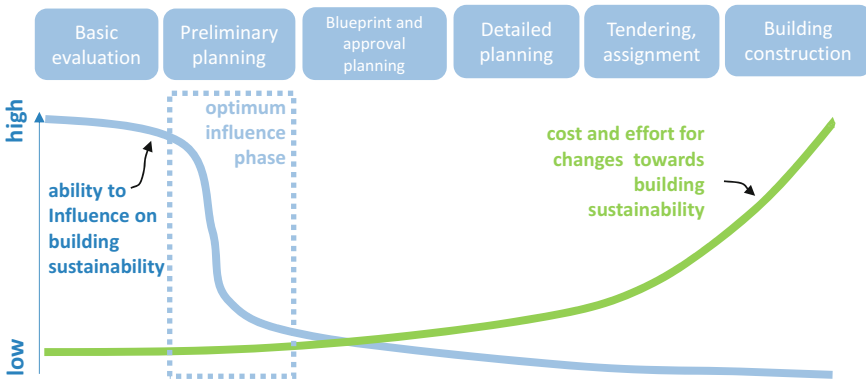 Basic
evaluation
Preliminary
planning
Blueprint and
approval
planning
Detailed
planning
Tendering,
assignment
Building
construction
high
optimum
influence
phase
ability to
Influence on
building
sustainability
cost and effort for
changes towards
building
sustainability
low